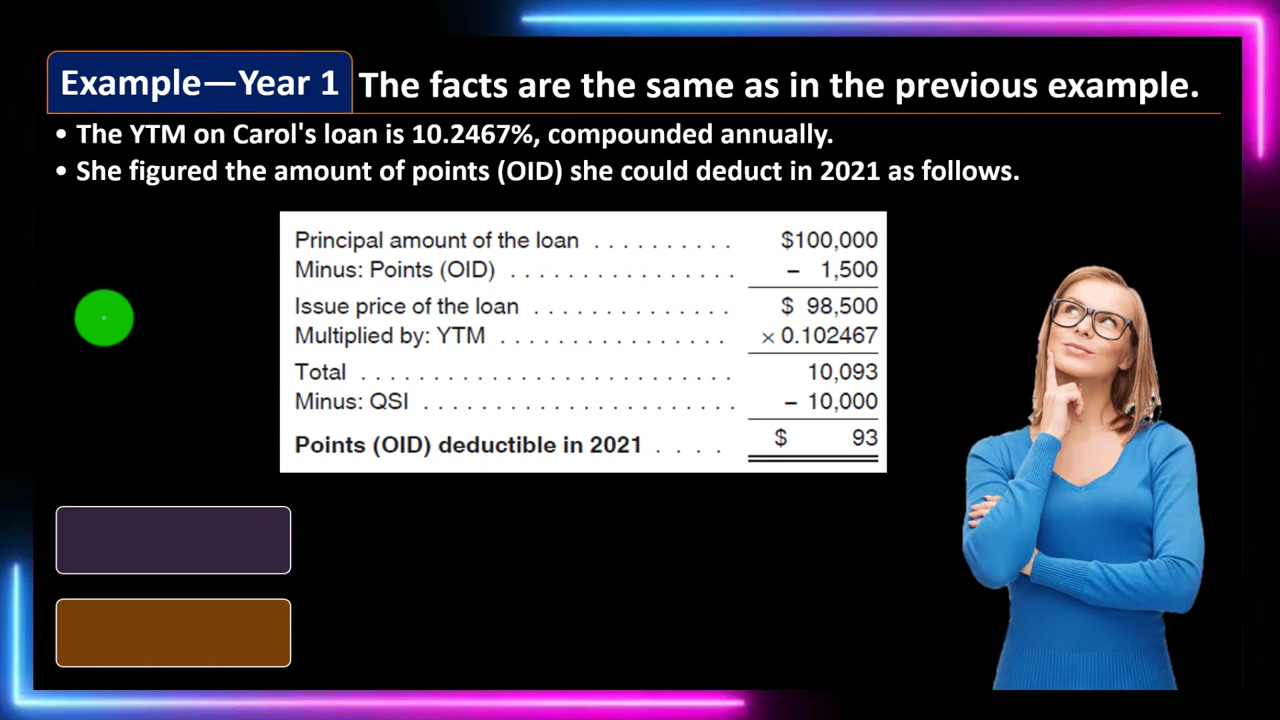 Example—Year 1 The facts are the same as in the previous example.
• The YTM on Carol's loan is 10.2467%, compounded annually.
• She figured the amount of points (OID) she could deduct in 2021 as follows.
Principal amount of the loan . . . . . . . . . . $100,000
Minus: Points (OID) . . . . . . . . . . . . . . . . . – 1,500
Issue price of the loan . . . . . . . . . . . . . . $ 98,500
Multiplied by: YTM . . . . . . . . . . . . . . . . × 0.102467
Total . . . . . . . . . . . . . . . . . . . . . . . . . . 10,093
Minus: QSI . . . . . . . . . . . . . . . . . . . . . . . – 10,000
Points (OID) deductible in 2021 . . . . $ 93